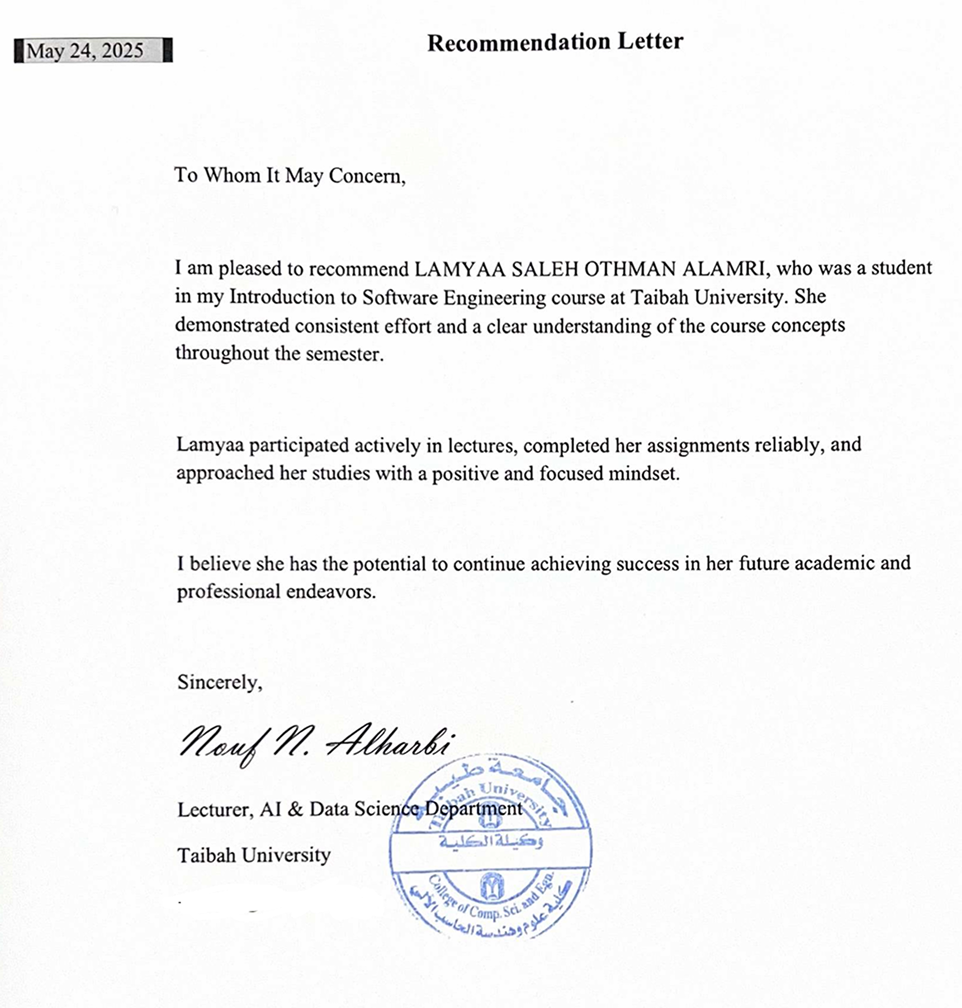 May 24, 2025
Recommendation Letter
To Whom It May Concern,
I am pleased to recommend LAMYAA SALEH OTHMAN ALAMRI, who was a student
in my Introduction to Software Engineering course at Taibah University. She
demonstrated consistent effort and a clear understanding of the course concepts
throughout the semester.
Lamyaa participated actively in lectures, completed her assignments reliably, and
approached her studies with a positive and focused mindset.
I believe she has the potential to continue achieving success in her future academic and
professional endeavors.
Sincerely,
Nouf N. Alharbi
Lecturer, AI & Data Science Department
Taibah University
.
جامعة طيبة
Taibah University
وكيلة الكلية
College of Comp. Sci. and Egn.
كلية علوم وهندسة الحاسب الآلي